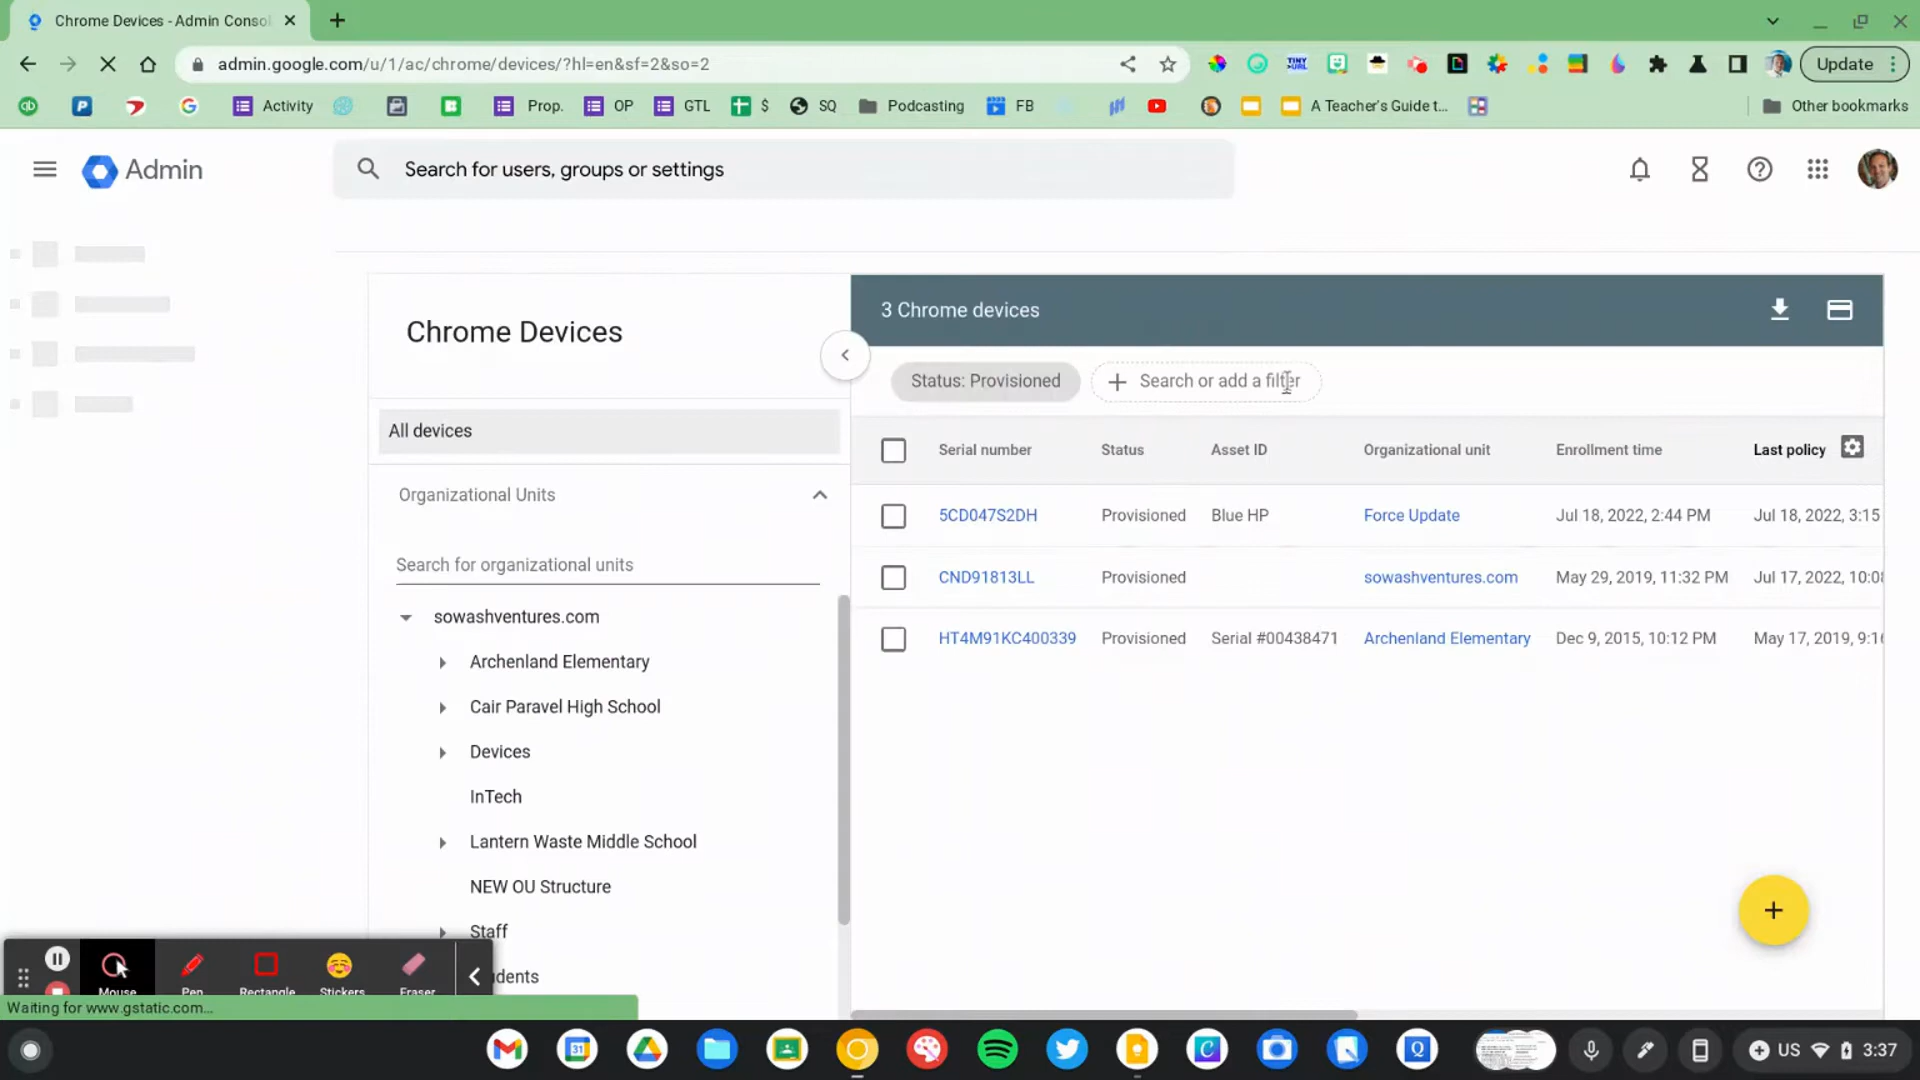 Chrome Devices - Admin Consol
admin.google.com/u/1/ac/chrome/devices/?hl=en&sf=2&so=2
TINY
URL
Update
Activity
Prop.
OP
GTL
$
SQ
Podcasting
FB
A Teacher's Guide t...
Other bookmarks
Admin
Search for users, groups or settings
Chrome Devices
3 Chrome devices
Status: Provisioned
Search or add a filter
All devices
Serial number Status Asset ID Organizational unit Enrollment time Last policy
Organizational Units
5CD047S2DH Provisioned Blue HP Force Update Jul 18, 2022, 2:44 PM Jul 18, 2022, 3:15
Search for organizational units
CND91813LL Provisioned sowashventures.com May 29, 2019, 11:32 PM Jul 17, 2022, 10:08
sowashventures.com
HT4M91KC400339 Provisioned Serial #00438471 Archenland Elementary Dec 9, 2015, 10:12 PM May 17, 2019, 9:16
Archenland Elementary
Cair Paravel High School
Devices
InTech
Lantern Waste Middle School
NEW OU Structure
Staff
udents
Mouse Pen Rectangle Stickers Eraser
Waiting for www.gstatic.com...
31
US 3:37